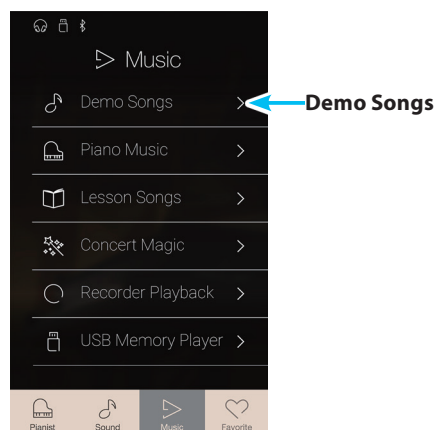 Music
Demo Songs
Demo Songs
Piano Music
Lesson Songs
Concert Magic
Recorder Playback
USB Memory Player
Pianist Sound Music Favorite